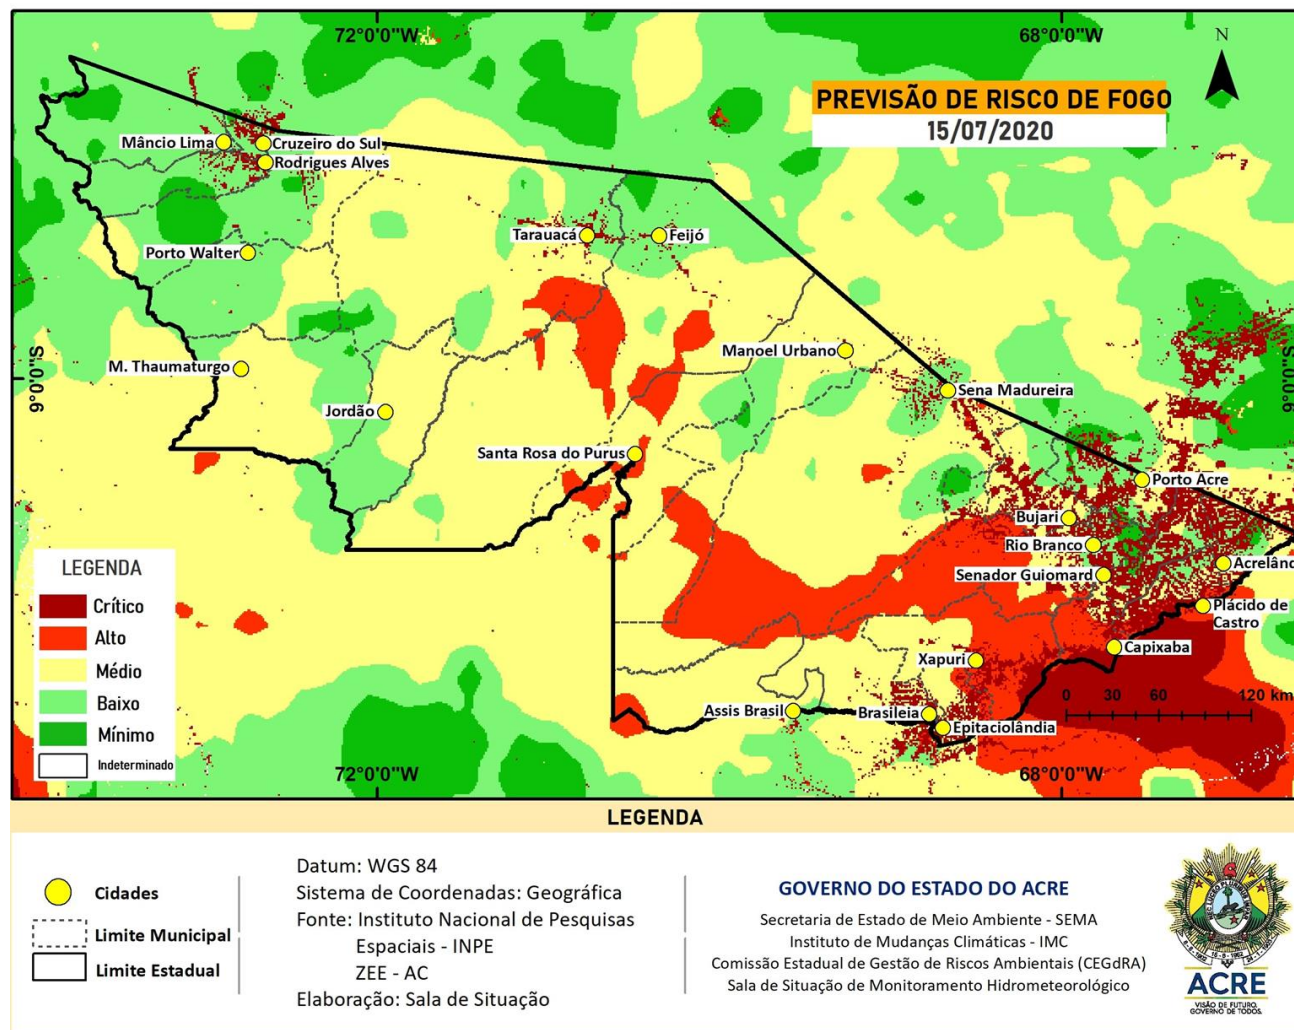 72°0'0"W
68°0'0"W
N
PREVISÃO DE RISCO DE FOGO
15/07/2020
Mâncio Lima
Cruzeiro do Sul
Rodrigues Alves
Tarauacá
Feijó
Porto Walter
Manoel Urbano
9°0'0"S
9°0'0"S
M. Thaumaturgo
Sena Madureira
Jordão
Santa Rosa do Purus
Porto Acre
Bujari
Rio Branco
Acrelând
Senador Guiomard
Plácido de
Castro
Capixaba
Xapuri
Assis Brasil
Brasileia
Epitaciolândia
0 30 60 120 km
LEGENDA
Crítico
Alto
Médio
Baixo
Mínimo
Indeterminado
72°0'0"W
68°0'0"W
LEGENDA
Cidades
Limite Municipal
Limite Estadual
Datum: WGS 84
Sistema de Coordenadas: Geográfica
Fonte: Instituto Nacional de Pesquisas
Espaciais - INPE
ZEE - AC
Elaboração: Sala de Situação
GOVERNO DO ESTADO DO ACRE
Secretaria de Estado de Meio Ambiente - SEMA
Instituto de Mudanças Climáticas - IMC
Comissão Estadual de Gestão de Riscos Ambientais (CEGdRA)
Sala de Situação de Monitoramento Hidrometeorológico
ACRE
VISÃO DE FUTURO,
GOVERNO DE TODOS.